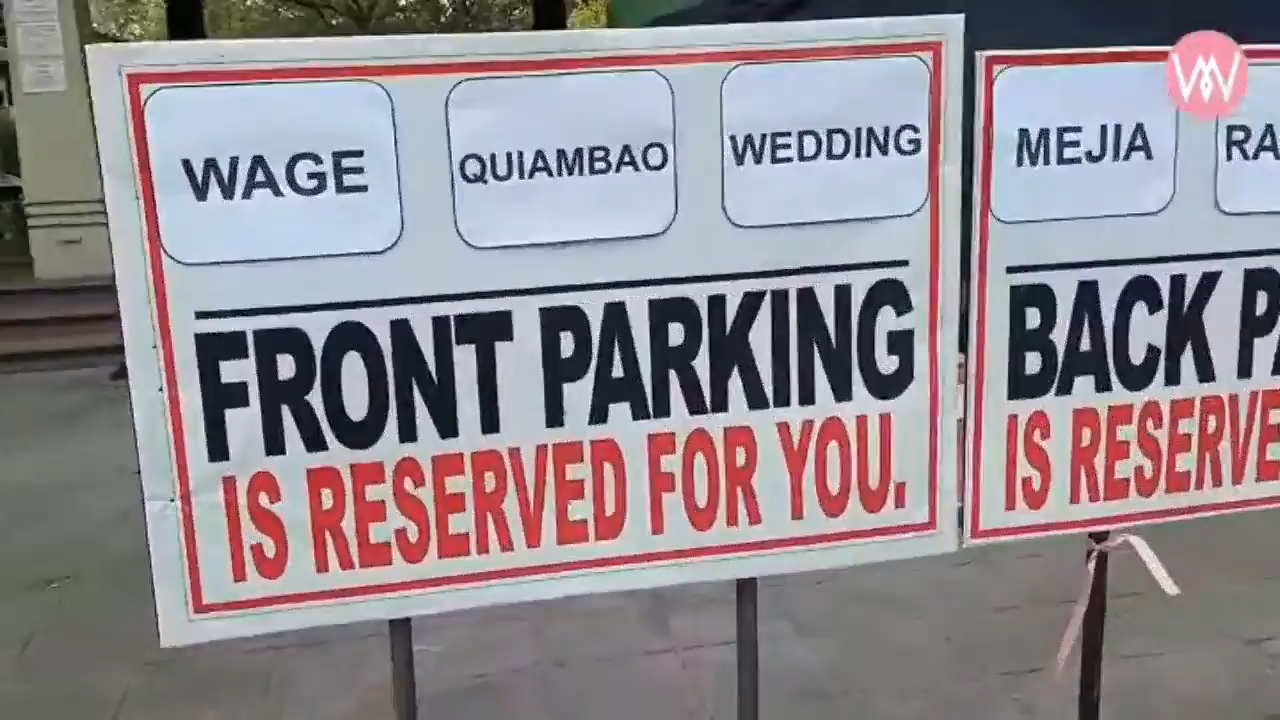 WAGE QUIAMBAO WEDDING
FRONT PARKING
IS RESERVED FOR YOU.
MEJIA RA
BACK PA
IS RESERVE
W